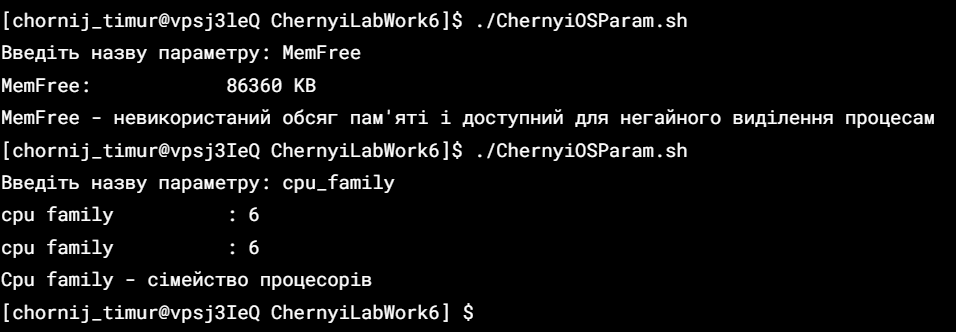 [chornij_timur@vpsj3leQ ChernyiLabWork6]$ ./ChernyiOSParam.sh
Введіть назву параметру: MemFree
MemFree: 86360 KB
MemFree - невикористаний обсяг пам'яті і доступний для негайного виділення процесам
[chornij_timur@vpsj3IeQ ChernyiLabWork6]$ ./ChernyiOSParam.sh
Введіть назву параметру: cpu_family
cpu family : 6
cpu family : 6
Cpu family - сімейство процесорів
[chornij_timur@vpsj3IeQ ChernyiLabWork6] $